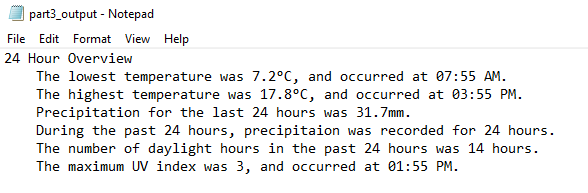 part3_output - Notepad
File Edit Format View Help
24 Hour Overview
The lowest temperature was 7.2°C, and occurred at 07:55 AM.
The highest temperature was 17.8°C, and occurred at 03:55 PM.
Precipitation for the last 24 hours was 31.7mm.
During the past 24 hours, precipitaion was recorded for 24 hours.
The number of daylight hours in the past 24 hours was 14 hours.
The maximum UV index was 3, and occurred at 01:55 PM.